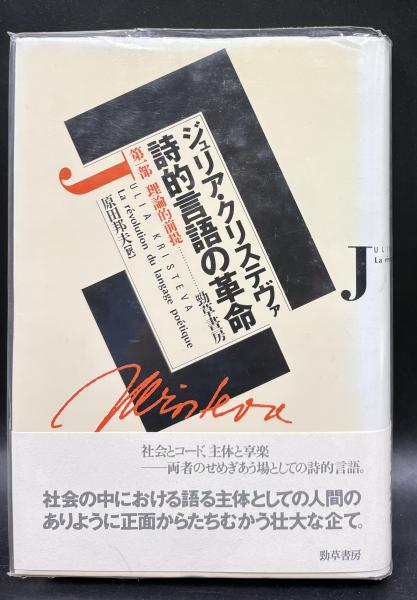 ジュリア・クリステヴァ
詩的言語の革命
第一部 理論的前提………勁草書房
JULIA KRISTEVA
La révolution du langage poétique
原田邦夫訳
Kristeva
JULI
La ré
社会とコード、主体と享楽
──両者のせめぎあう場としての詩的言語。
社会の中における語る主体としての人間の
ありように正面からたちむかう壮大な企て。
勁草書房